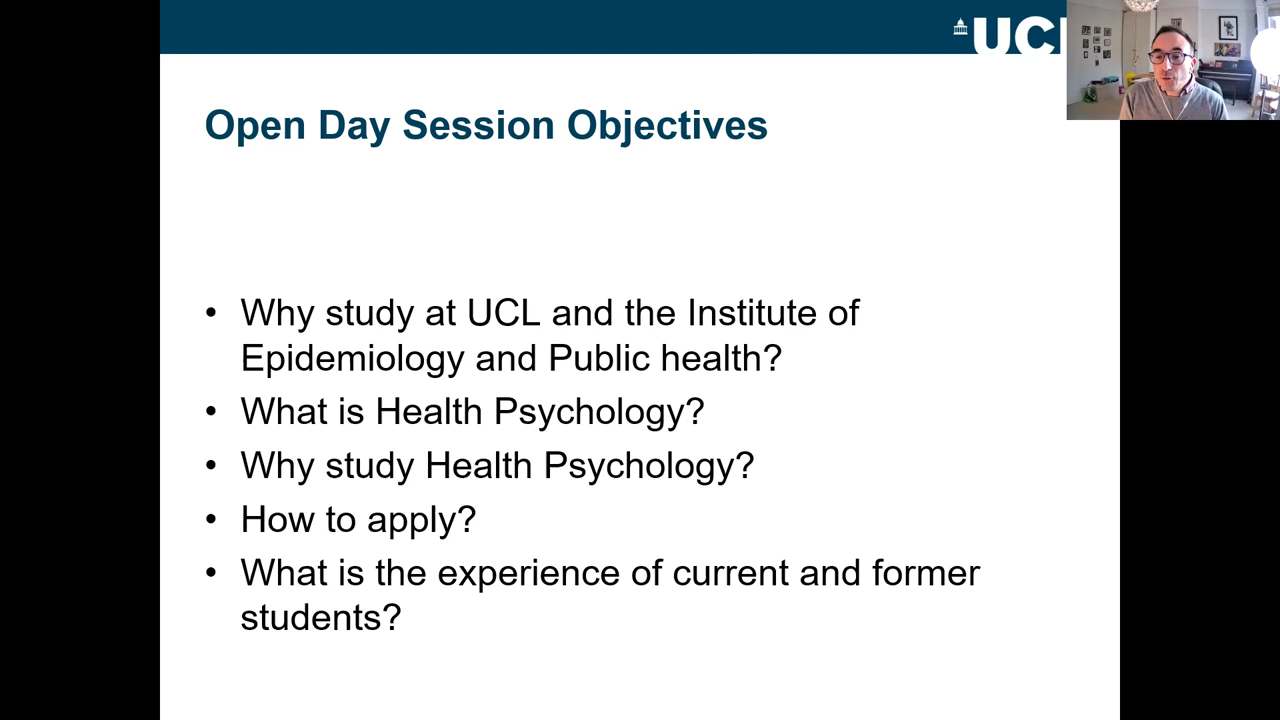 UCL
Open Day Session Objectives
• Why study at UCL and the Institute of
Epidemiology and Public health?
• What is Health Psychology?
• Why study Health Psychology?
• How to apply?
• What is the experience of current and former
students?